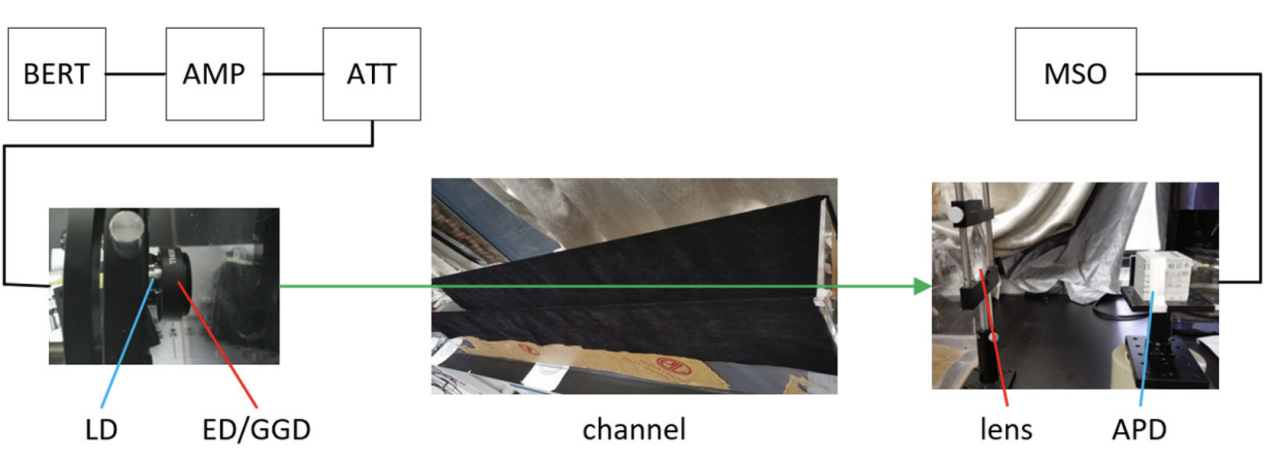 BERT
AMP
ATT
MSO
LD
ED/GGD
channel
lens
APD